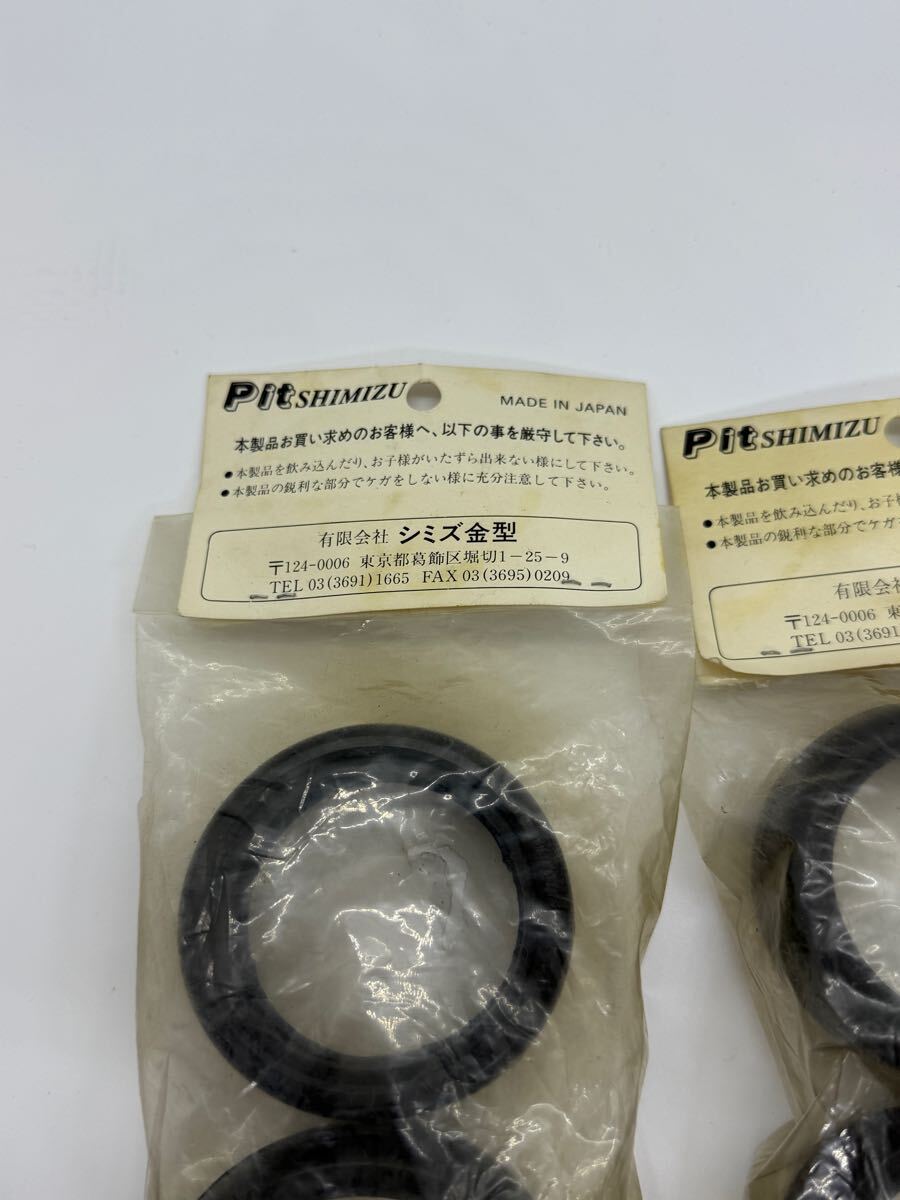 Pit SHIMIZU MADE IN JAPAN
本製品お買い求めのお客様へ、以下の事を厳守して下さい。
●本製品を飲み込んだり、お子様がいたずら出来ない様にして下さい。
●本製品の鋭利な部分でケガをしない様に充分注意して下さい。
有限会社 シミズ金型
〒124-0006 東京都葛飾区堀切1-25-9
TEL 03(3691)1665 FAX 03(3695)0209
Pit SHIMIZU
本製品お買い求めのお客様
●本製品を飲み込んだり、お子様
●本製品の鋭利な部分でケガを
有限会社
〒124-0006 東
TEL 03(3691